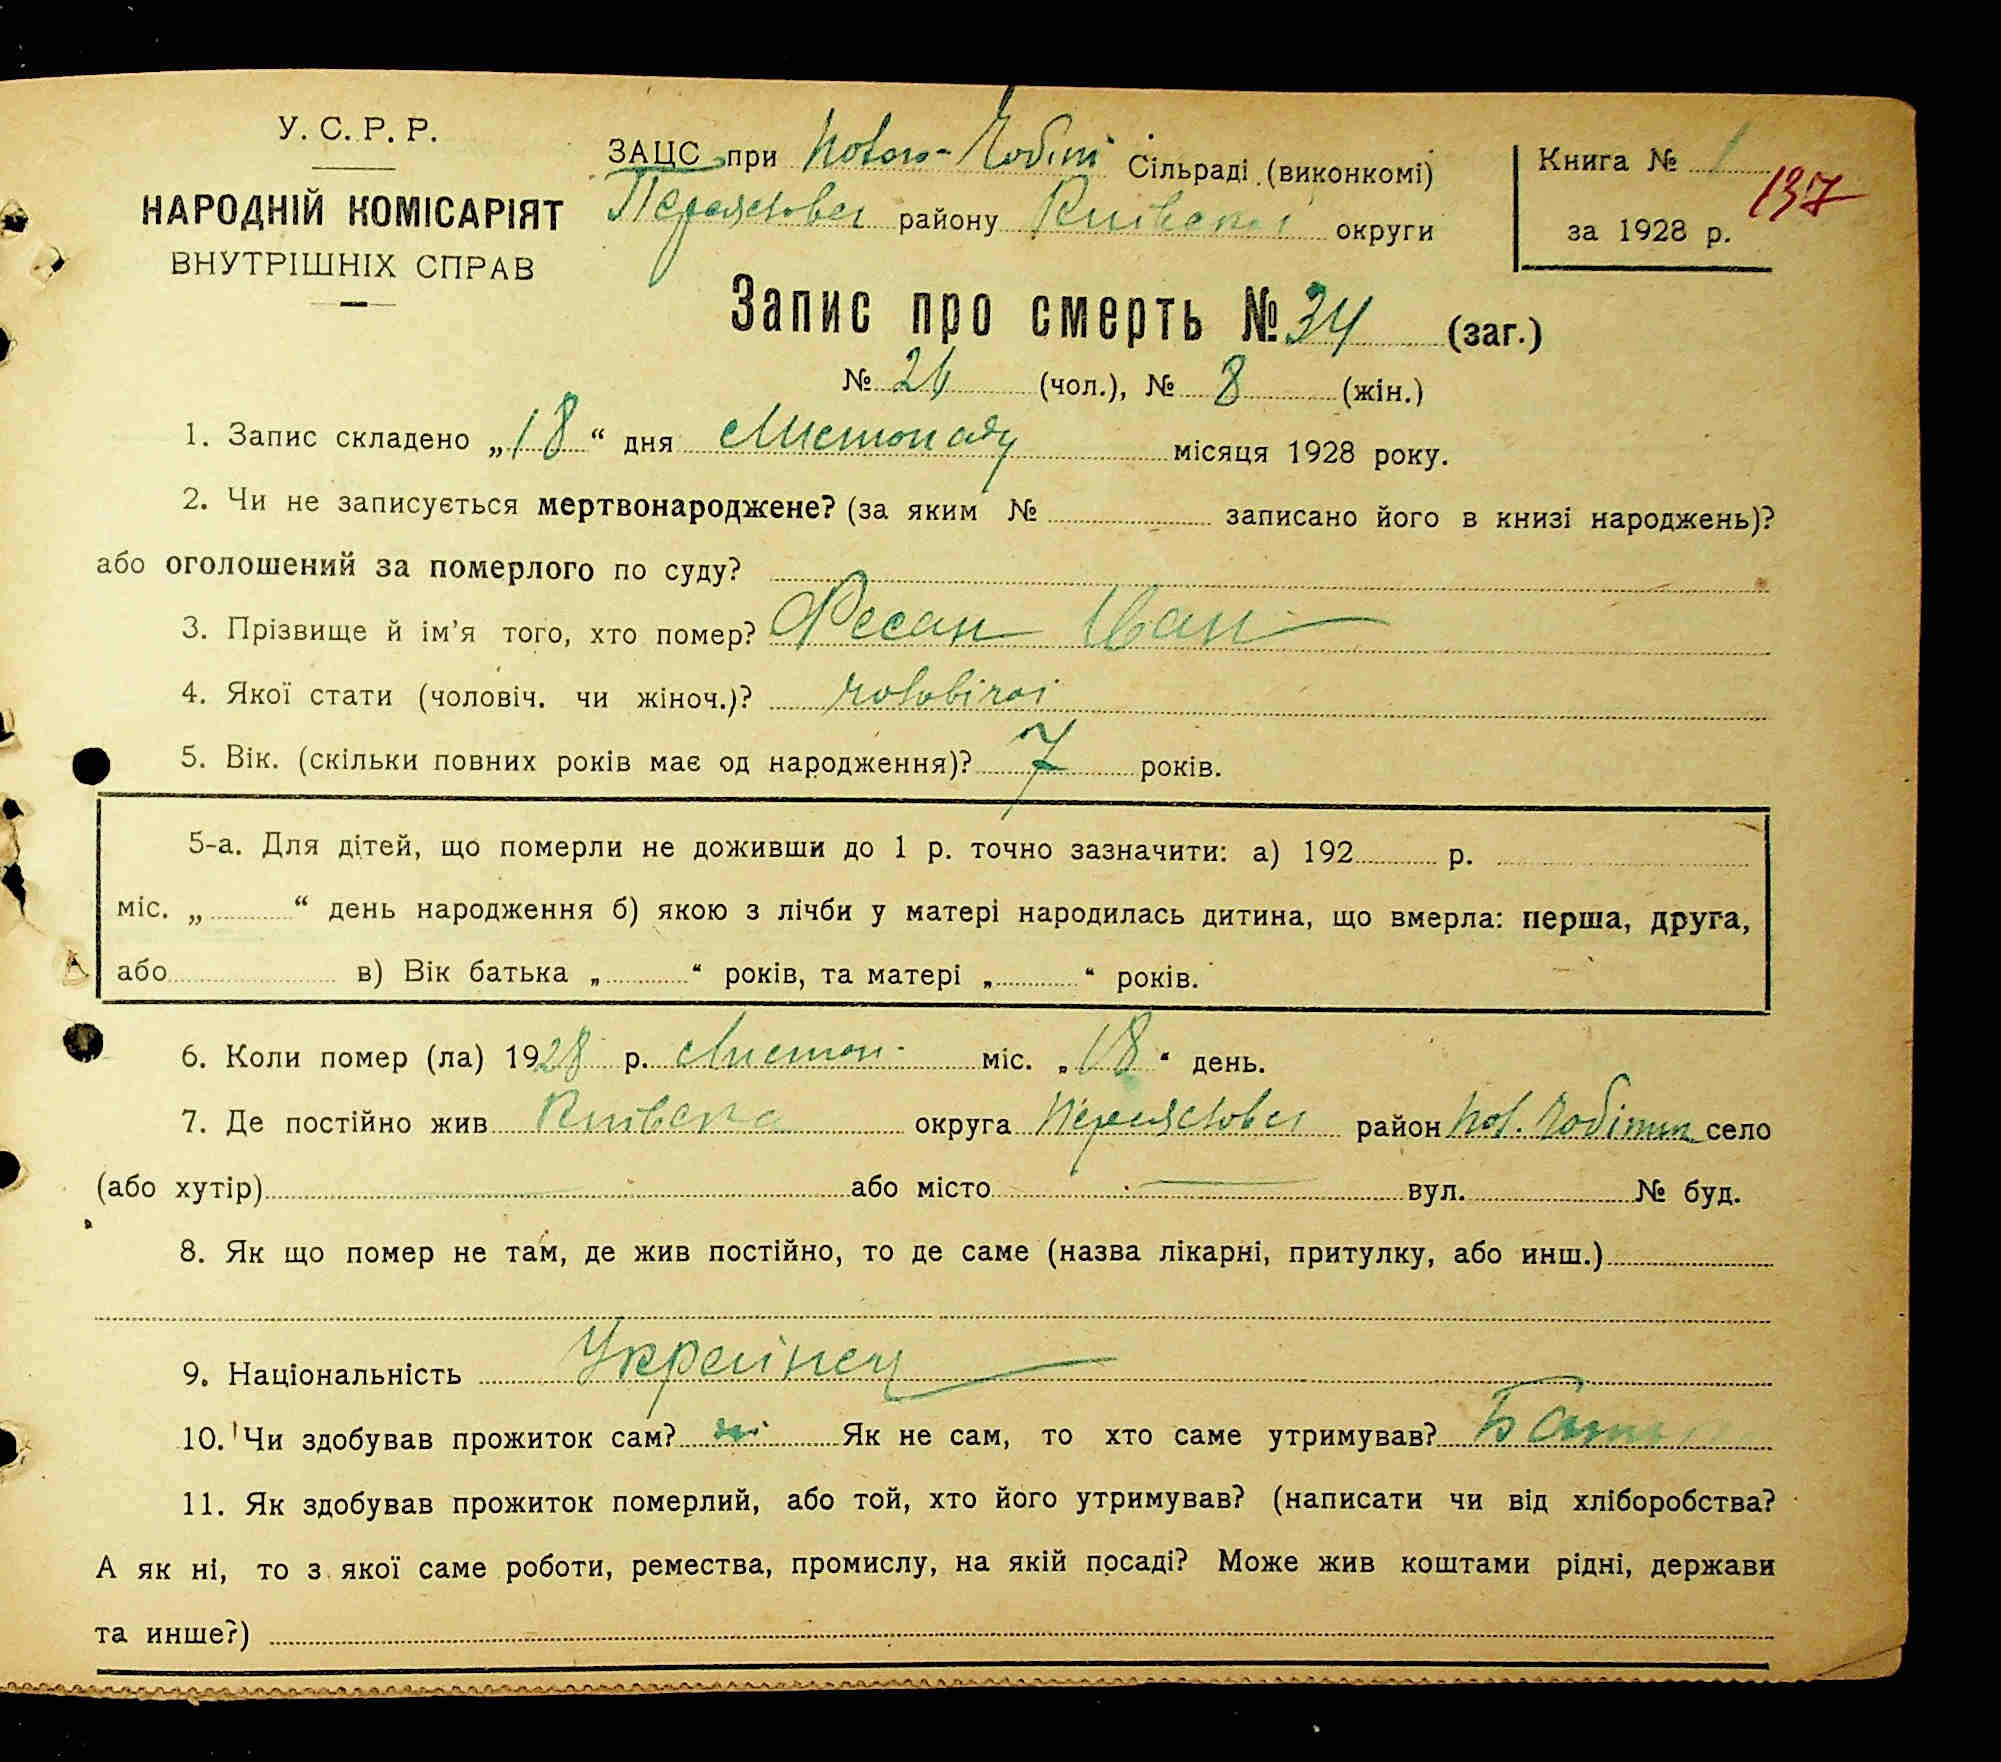 У. С. Р. Р.
НАРОДНІЙ КОМІСАРІЯТ
ВНУТРІШНІХ СПРАВ
ЗАЦС при Сільраді (виконкомі)
району Київської округи
Книга № 1
137
за 1928 р.
Запис про смерть № 34 (заг.)
№ 26 (чол.), № 8 (жін.)
1. Запис складено „18“ дня Листопаду місяця 1928 року.
2. Чи не записується мертвонароджене? (за яким № записано його в книзі народжень)?
або оголошений за померлого по суду?
3. Прізвище й ім'я того, хто помер? Фесан Іван
4. Якої стати (чоловіч. чи жіноч.)? чоловічої
5. Вік. (скільки повних років має од народження)? 7 років.
5-а. Для дітей, що померли не доживши до 1 р. точно зазначити: а) 192 р.
міс. „ “ день народження б) якою з лічби у матері народилась дитина, що вмерла: перша, друга,
або в) Вік батька „ “ років, та матері „ “ років.
6. Коли помер (ла) 1928 р. Листоп. міс. „18“ день.
7. Де постійно жив Київська округа район село
(або хутір) або місто вул. № буд.
8. Як що помер не там, де жив постійно, то де саме (назва лікарні, притулку, або инш.)
9. Національність Українец
10. Чи здобував прожиток сам? ні Як не сам, то хто саме утримував? Батько
11. Як здобував прожиток померлий, або той, хто його утримував? (написати чи від хліборобства?
А як ні, то з якої саме роботи, ремества, промислу, на якій посаді? Може жив коштами рідні, держави
та инше?)